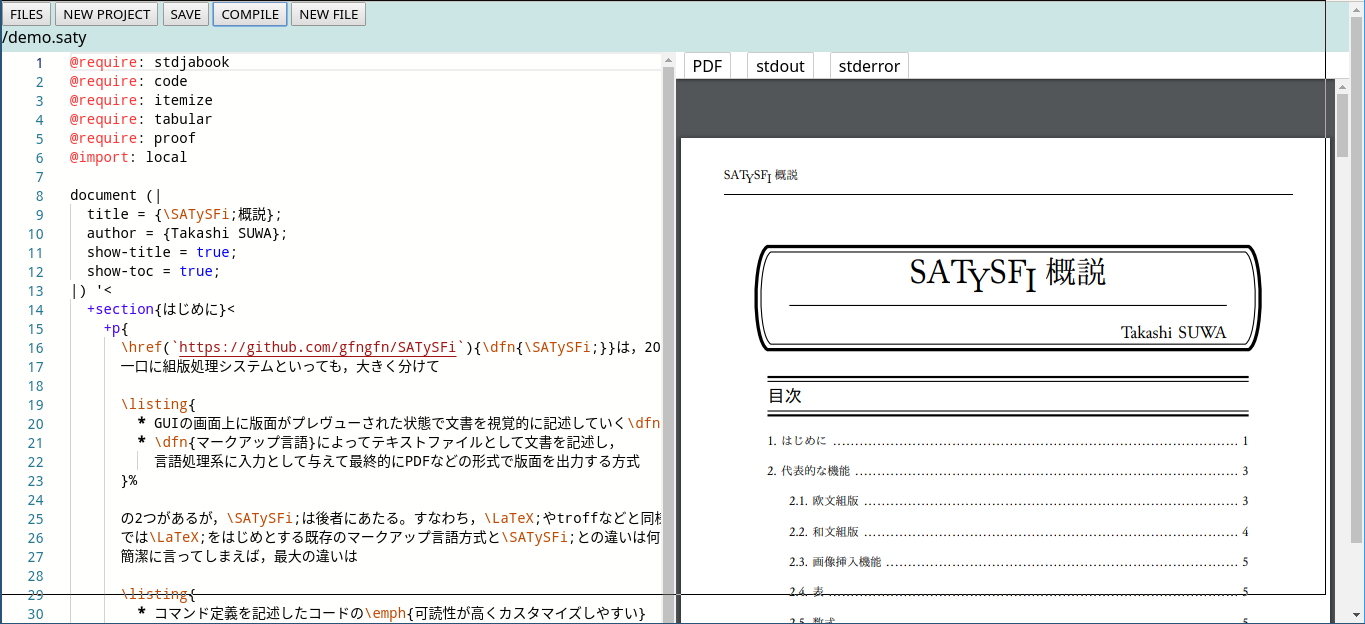 FILES NEW PROJECT SAVE COMPILE NEW FILE
/demo.saty
1 @require: stdjabook
2 @require: code
3 @require: itemize
4 @require: tabular
5 @require: proof
6 @import: local
7
8 document (|
9 title = {\SATySFi;概説};
10 author = {Takashi SUWA};
11 show-title = true;
12 show-toc = true;
13 |) '<
14 +section{はじめに}<
15 +p{
16 \href(`https://github.com/gfngfn/SATySFi`){\dfn{\SATySFi;}}は，20
17 一口に組版処理システムといっても，大きく分けて
18
19 \listing{
20 * GUIの画面上に版面がプレヴューされた状態で文書を視覚的に記述していく\dfn
21 * \dfn{マークアップ言語}によってテキストファイルとして文書を記述し，
22 言語処理系に入力として与えて最終的にPDFなどの形式で版面を出力する方式
23 }%
24
25 の2つがあるが，\SATySFi;は後者にあたる。すなわち，\LaTeX;やtroffなどと同様
26 では\LaTeX;をはじめとする既存のマークアップ言語方式と\SATySFi;との違いは何
27 簡潔に言ってしまえば，最大の違いは
28
29 \listing{
30 * コマンド定義を記述したコードの\emph{可読性が高くカスタマイズしやすい}
PDF stdout stderror
SATYSFI 概説
SATYSFI 概説
Takashi SUWA
目次
1. はじめに 1
2. 代表的な機能 3
2.1. 欧文組版 3
2.2. 和文組版 4
2.3. 画像挿入機能 5
2.4. 表 5
2.5. 数式 5